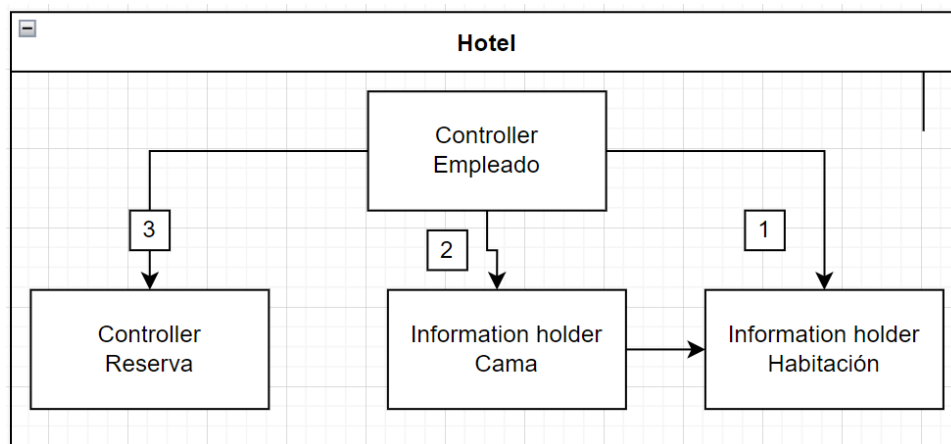 Hotel
Controller
Empleado
3
2
1
Controller
Reserva
Information holder
Cama
Information holder
Habitación